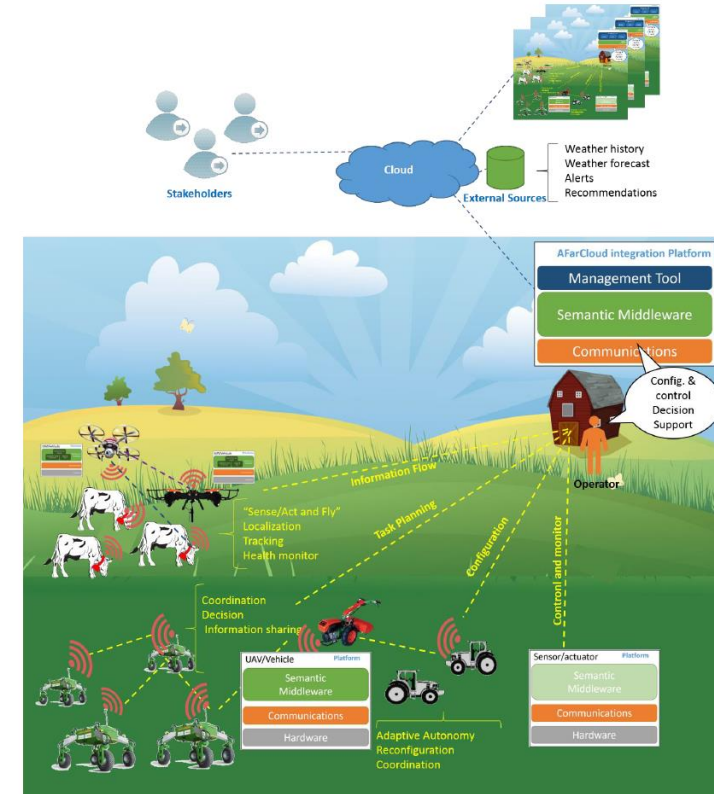 Stakeholders
Cloud
External Sources
Weather history
Weather forecast
Alerts
Recommendations
AFarCloud integration Platform
Management Tool
Semantic Middleware
Communications
Config. &
control
Decision
Support
Operator
Information Flow
Task Planning
Configuration
Contronl and monitor
"Sense/Act and Fly"
Localization
Tracking
Health monitor
Coordination
Decision
Information sharing
UAV/Vehicle Platform
Semantic
Middleware
Communications
Hardware
Sensor/actuator Platform
Semantic
Middleware
Communications
Hardware
Adaptive Autonomy
Reconfiguration
Coordination